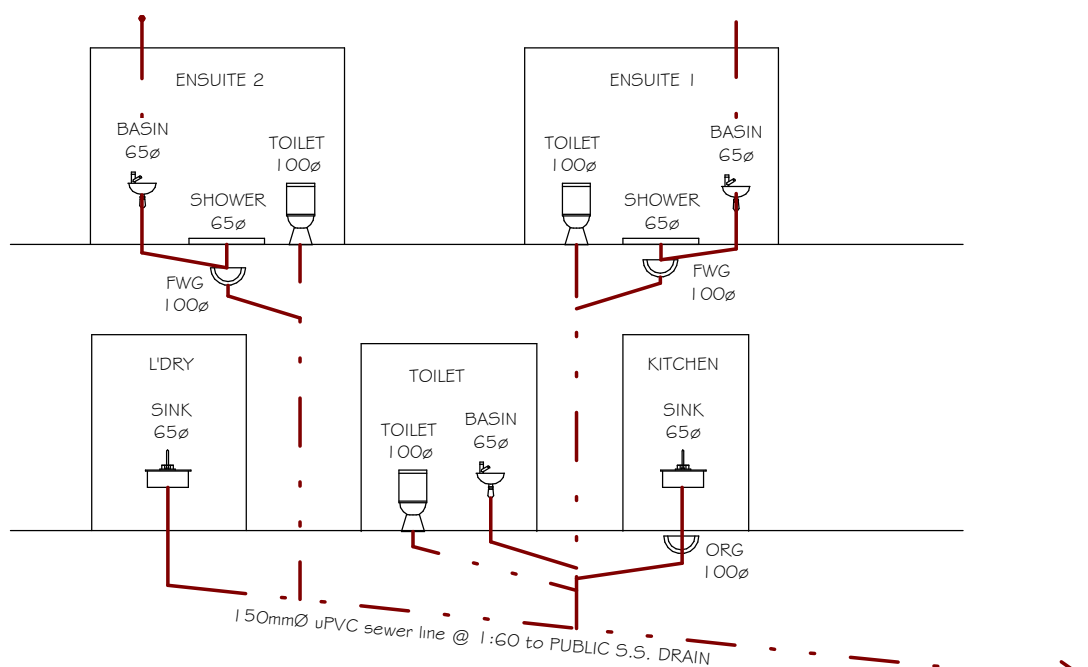 ENSUITE 2
BASIN
65ø
TOILET
100ø
SHOWER
65ø
FWG
100ø
ENSUITE 1
TOILET
100ø
BASIN
65ø
SHOWER
65ø
FWG
100ø
L'DRY
SINK
65ø
TOILET
TOILET
100ø
BASIN
65ø
KITCHEN
SINK
65ø
ORG
100ø
150mmØ uPVC sewer line @ 1:60 to PUBLIC S.S. DRAIN